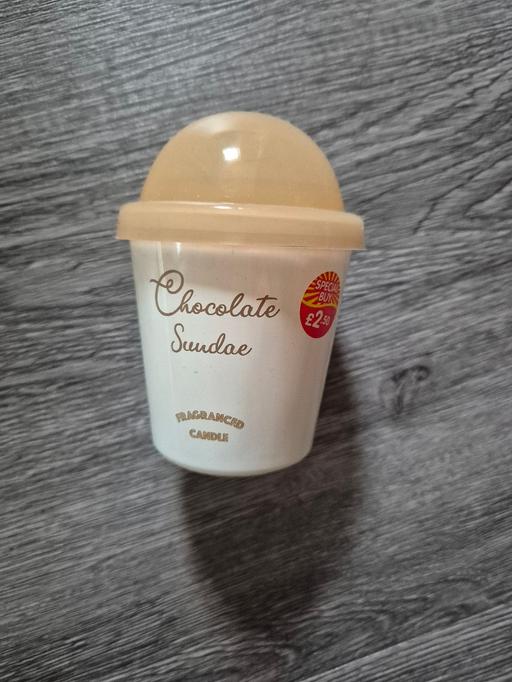 Chocolate
Sundae
FRAGRANCED
CANDLE
SPECIAL
BUY
£2.50